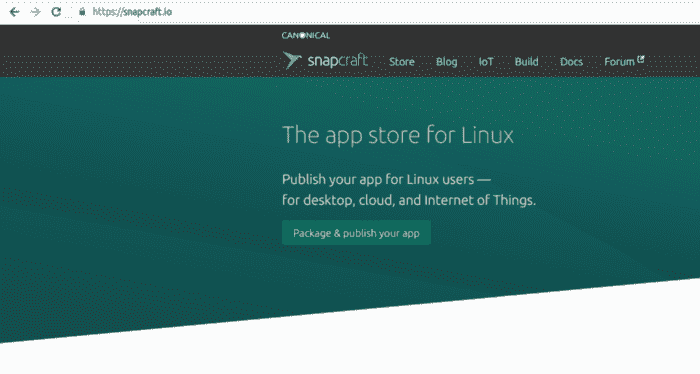 https://snapcraft.io
CANONICAL
snapcraft Store Blog IoT Build Docs Forum
The app store for Linux
Publish your app for Linux users —
for desktop, cloud, and Internet of Things.
Package & publish your app